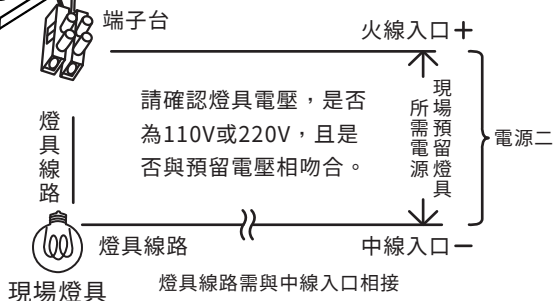 端子台
火線入口＋
請確認燈具電壓，是否
為110V或220V，且是
否與預留電壓相吻合。
現場預留燈具
所需電源
電源二
燈具線路
燈具線路
中線入口－
現場燈具
燈具線路需與中線入口相接